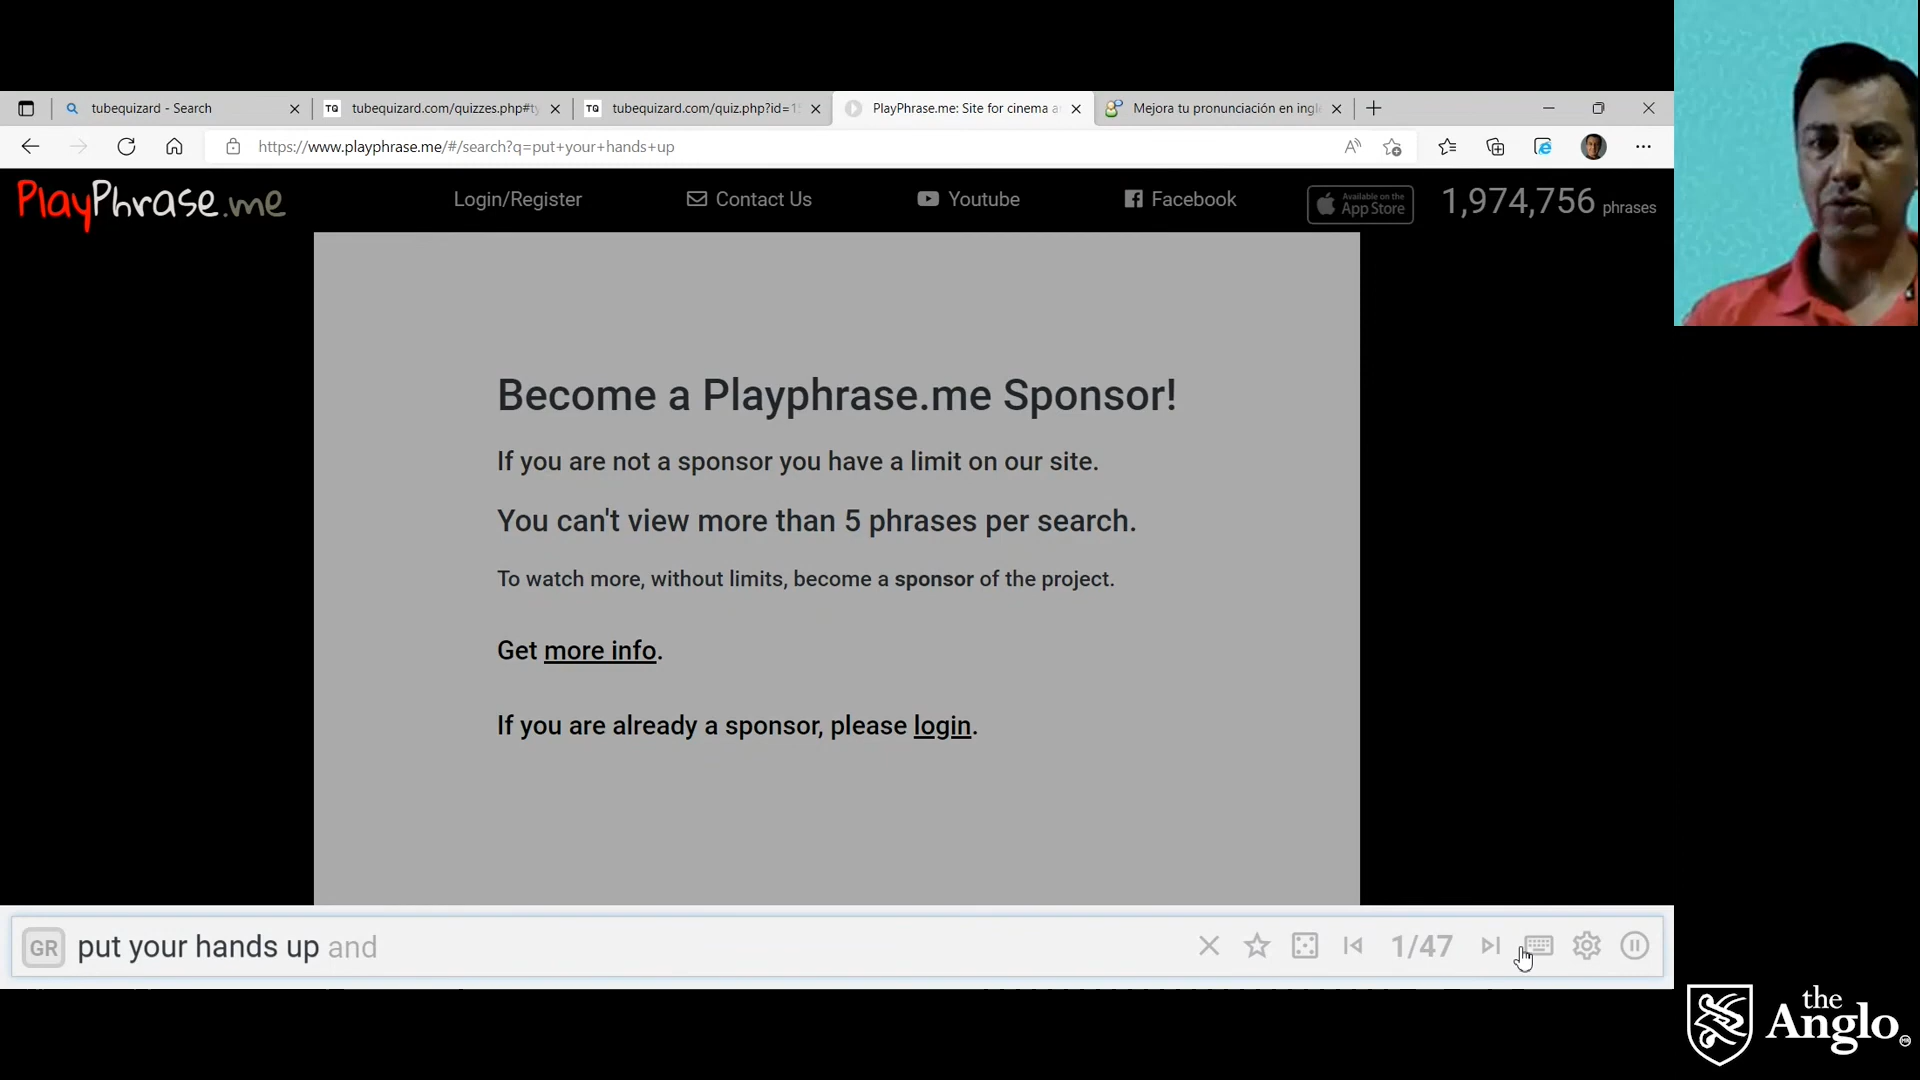 tubequizard - Search
TQ tubequizard.com/quizzes.php#ty
TQ tubequizard.com/quiz.php?id=15
PlayPhrase.me: Site for cinema a
Mejora tu pronunciación en ingl
https://www.playphrase.me/#/search?q=put+your+hands+up
PlayPhrase.me
Login/Register
Contact Us
Youtube
Facebook
Available on the
App Store
1,974,756 phrases
Become a Playphrase.me Sponsor!
If you are not a sponsor you have a limit on our site.
You can't view more than 5 phrases per search.
To watch more, without limits, become a sponsor of the project.
Get more info.
If you are already a sponsor, please login.
GR put your hands up and
1/47
the
Anglo